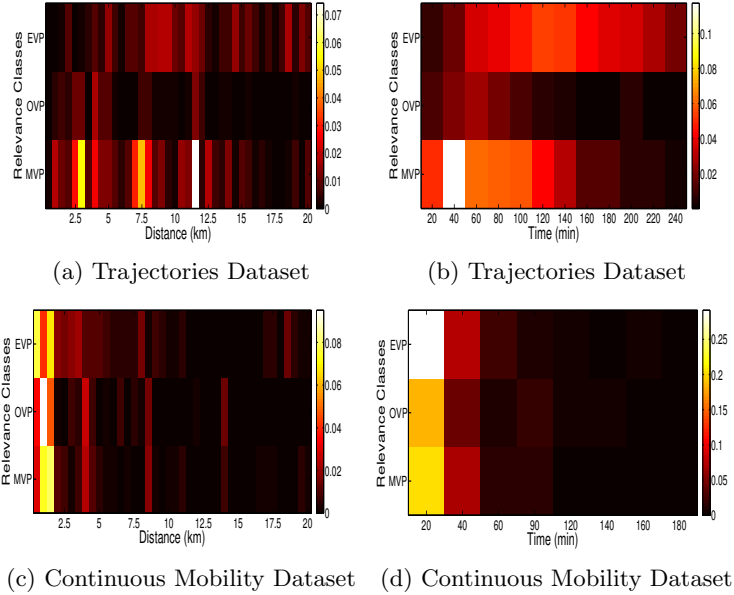 Relevance Classes
EVP
OVP
MVP
2.5 5 7.5 10 12.5 15 17.5 20
Distance (km)
0.07
0.06
0.05
0.04
0.03
0.02
0.01
0
(a) Trajectories Dataset
Relevance Classes
EVP
OVP
MVP
20 40 60 80 100 120 140 160 180 200 220 240
Time (min)
0.1
0.08
0.06
0.04
0.02
(b) Trajectories Dataset
Relevance Classes
EVP
OVP
MVP
2.5 5 7.5 10 12.5 15 17.5 20
Distance (km)
0.08
0.06
0.04
0.02
0
(c) Continuous Mobility Dataset
Relevance Classes
EVP
OVP
MVP
20 40 60 90 100 120 140 160 180
Time (min)
0.25
0.2
0.15
0.1
0.05
0
(d) Continuous Mobility Dataset